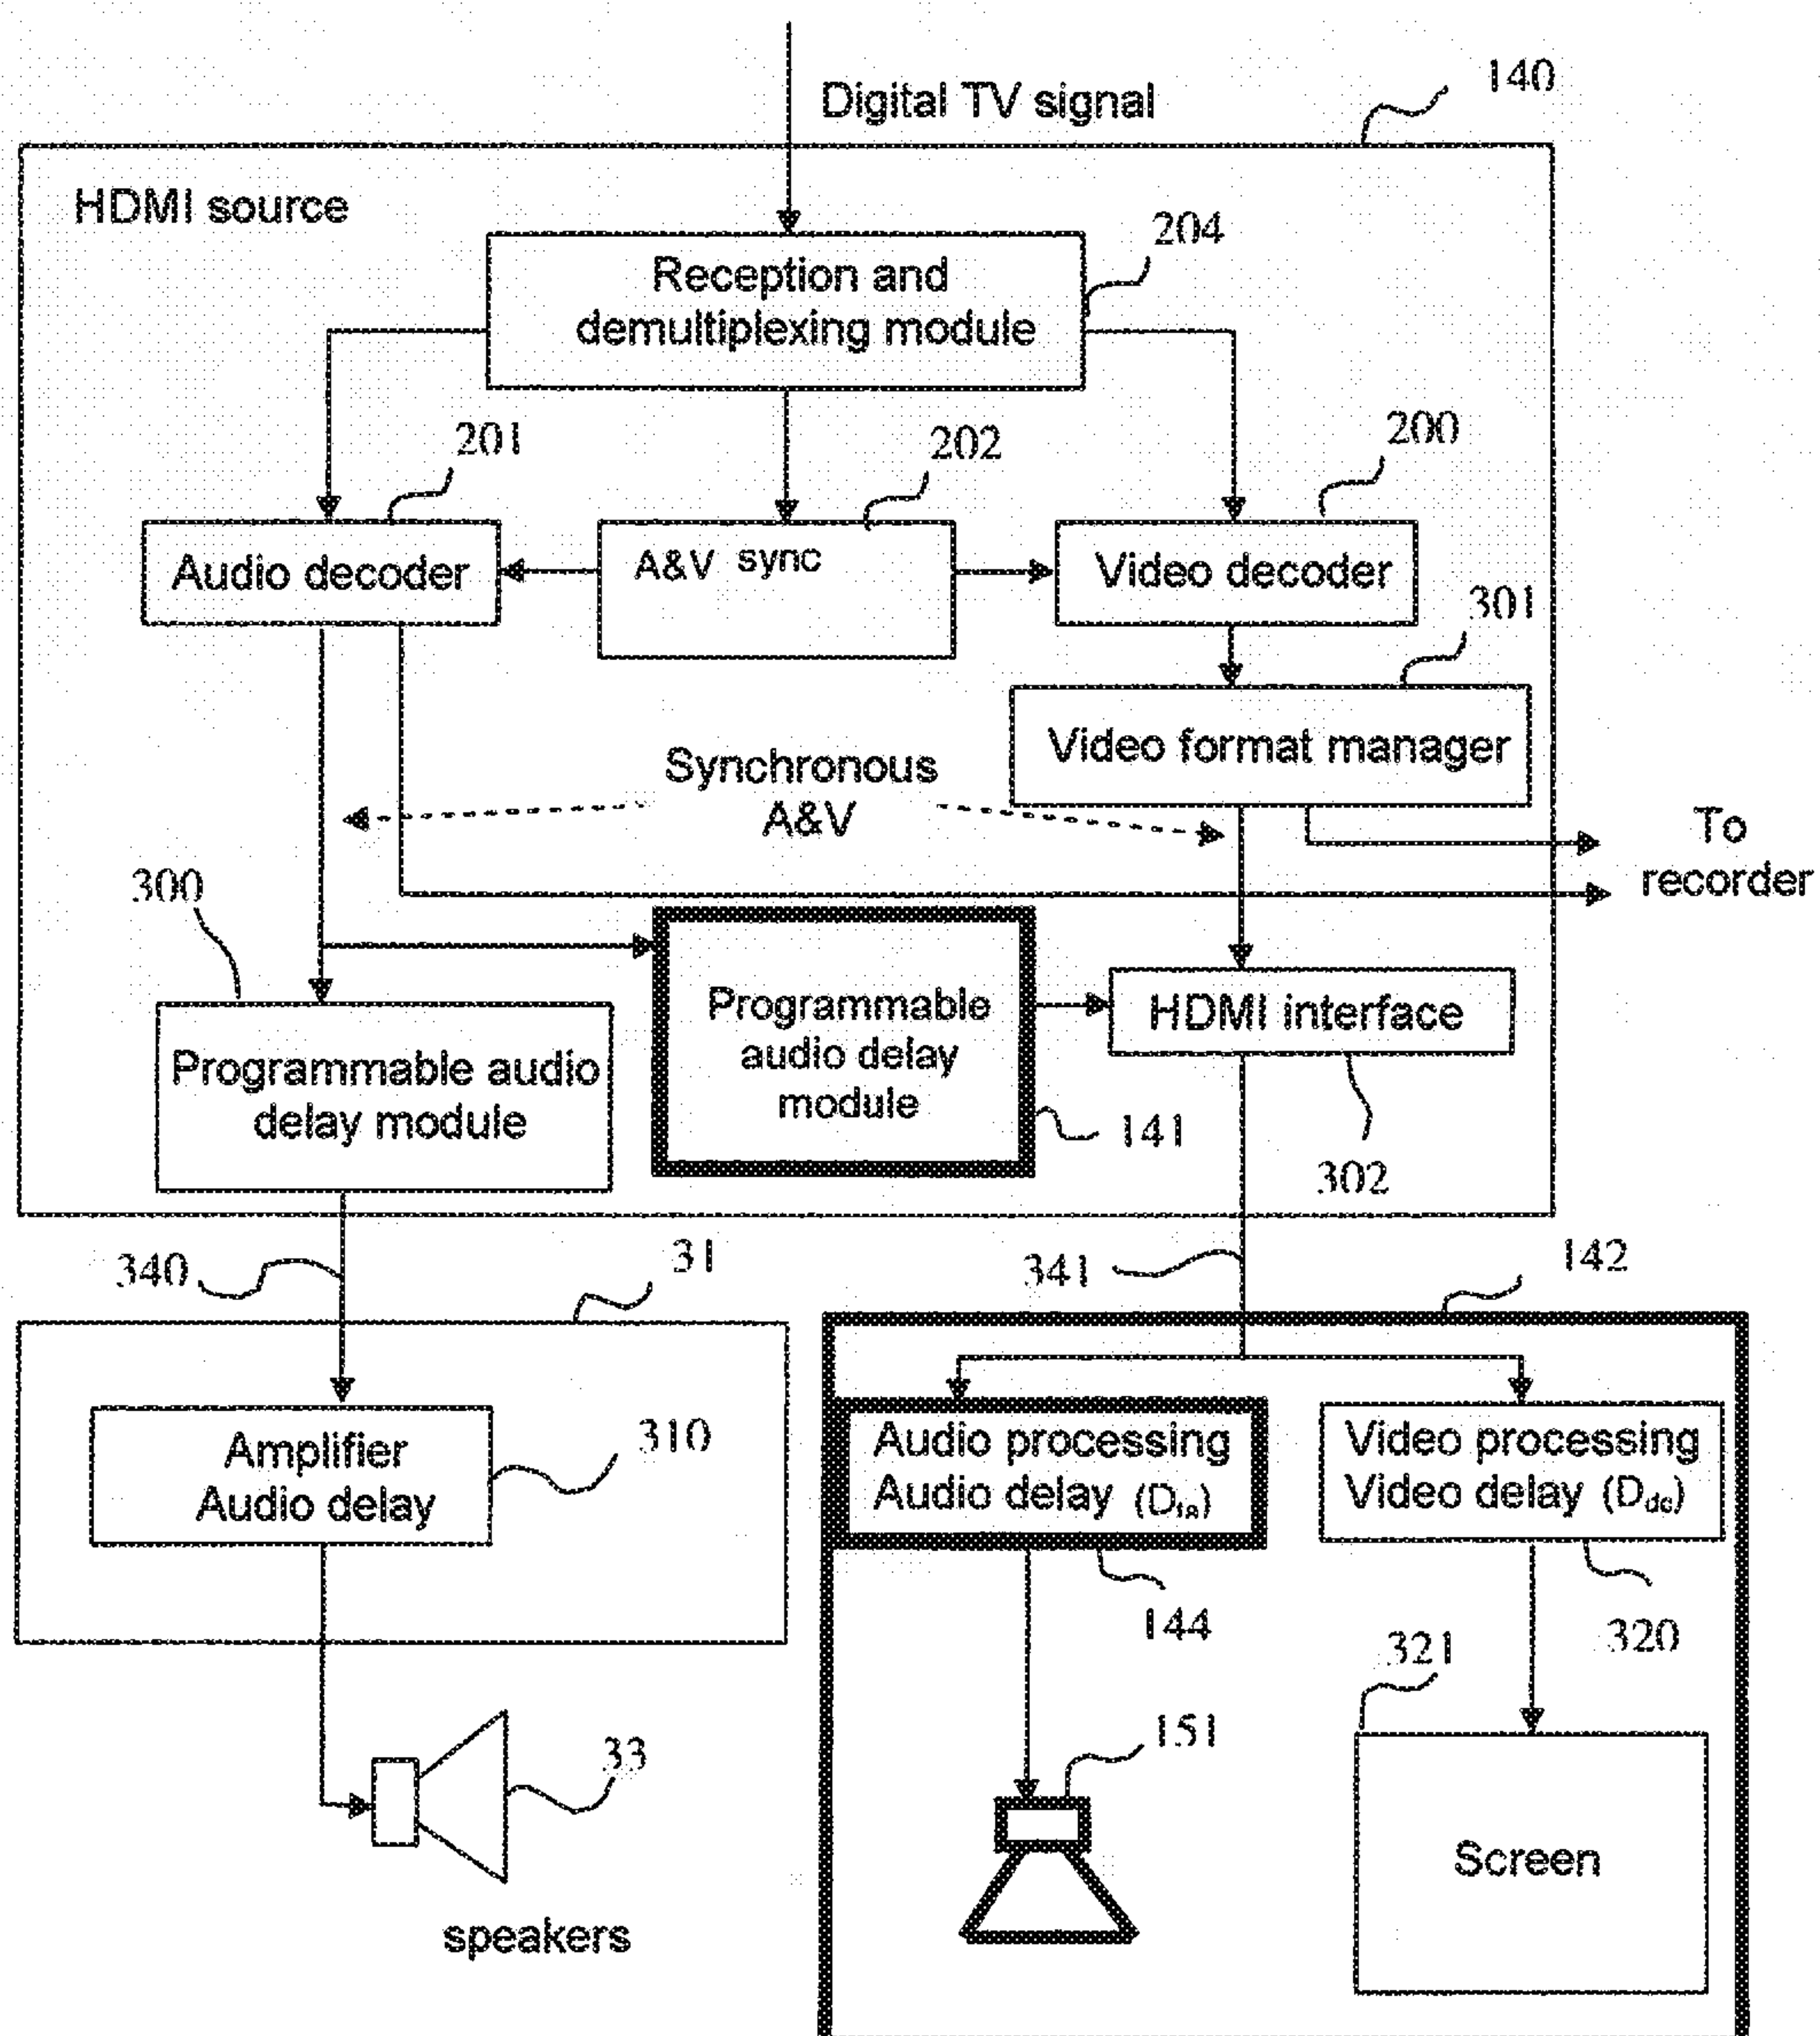 Digital TV signal
140
HDMI source
204
Reception and
demultiplexing module
201
202
200
Audio decoder
A&V sync
Video decoder
301
Video format manager
Synchronous
A&V
To
recorder
300
Programmable audio
delay module
Programmable
audio delay
module
HDMI interface
141
302
340
31
341
142
Amplifier
Audio delay
310
Audio processing
Audio delay (D
Video processing
Video delay (D
144
320
321
151
33
Screen
speakers